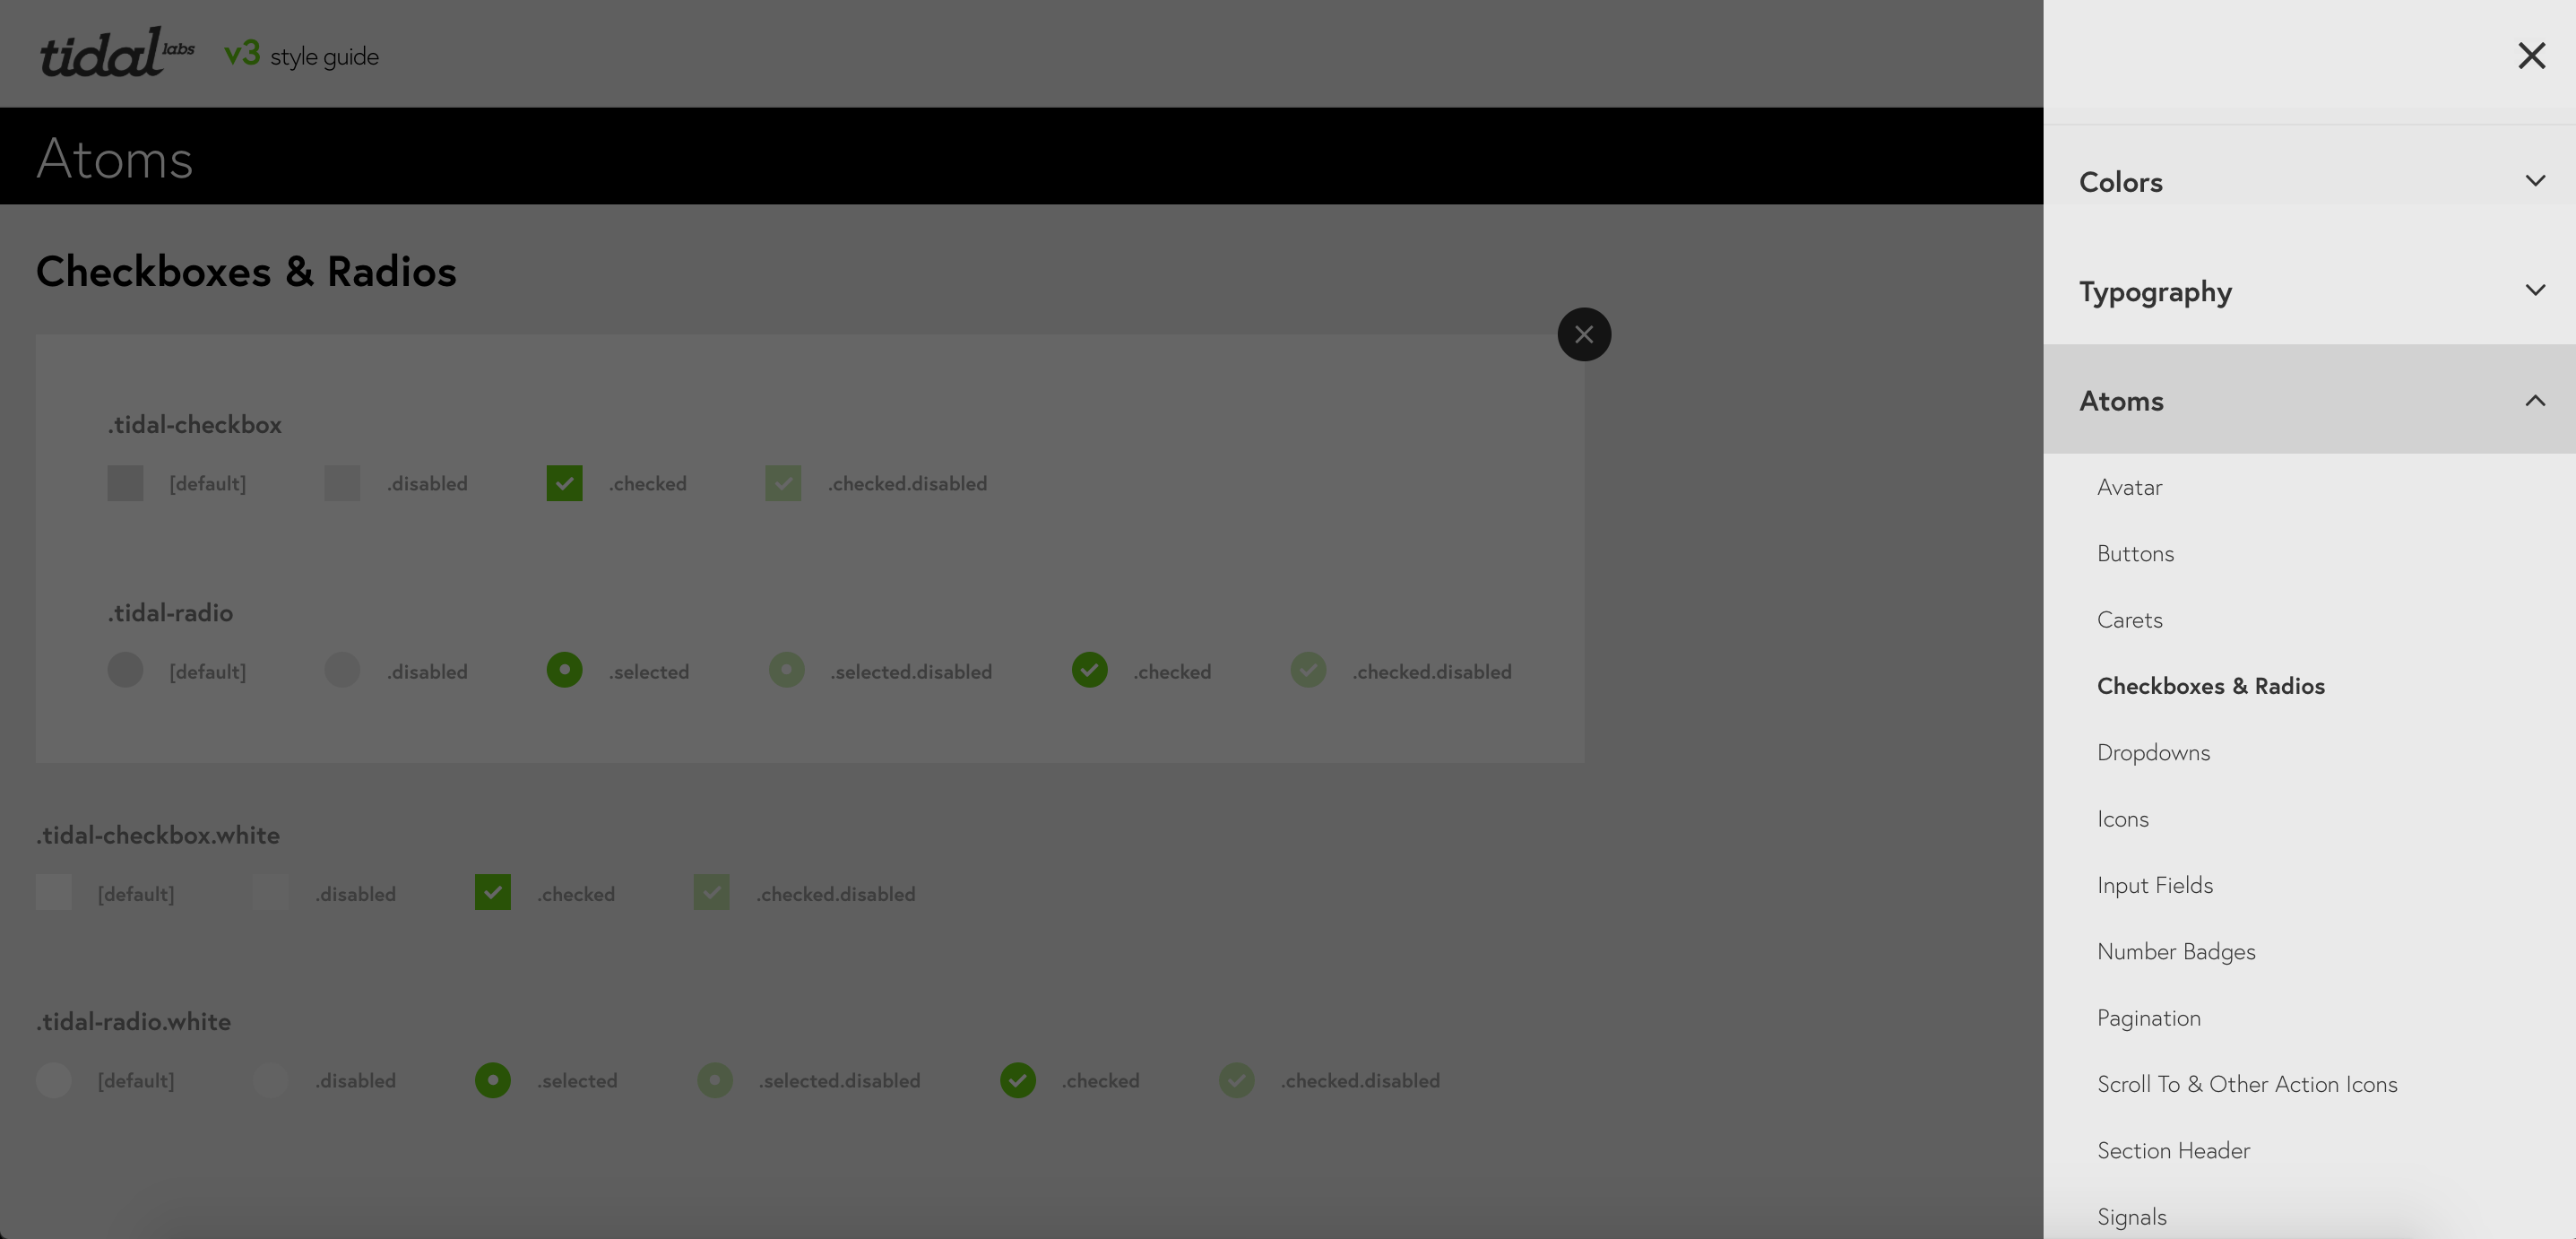 tidal labs v3 style guide
Atoms
Checkboxes & Radios
.tidal-checkbox
[default] .disabled .checked .checked.disabled
.tidal-radio
[default] .disabled .selected .selected.disabled .checked .checked.disabled
.tidal-checkbox.white
[default] .disabled .checked .checked.disabled
.tidal-radio.white
[default] .disabled .selected .selected.disabled .checked .checked.disabled
Colors
Typography
Atoms
Avatar
Buttons
Carets
Checkboxes & Radios
Dropdowns
Icons
Input Fields
Number Badges
Pagination
Scroll To & Other Action Icons
Section Header
Signals